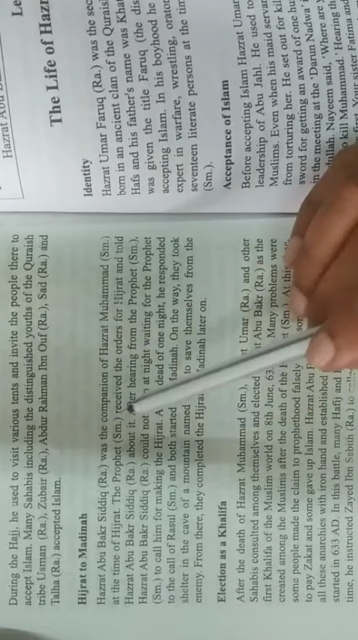 During the Hajj, he used to visit various tents and invite the people there to
accept Islam. Many Sahabis including the distinguished youths of the Quraish
tribe Usman (Ra.), Zubair (Ra.), Abdur Rahman Ibn Ouf (Ra.), Sad (Ra.) and
Talha (Ra.) accepted Islam.
Hijrat to Madinah
Hazrat Abu Bakr Siddiq (Ra.) was the companion of Hazrat Muhammad (Sm.)
at the time of Hijrat. The Prophet (Sm.) received the orders for Hijrat and told
Hazrat Abu Bakr Siddiq (Ra.) about it. After hearing from the Prophet (Sm.),
Hazrat Abu Bakr Siddiq (Ra.) could not at night waiting for the Prophet
(Sm.) to call him for making the Hijrat. dead of one night, he responded
to the call of Rasul (Sm.) and both started Madinah. On the way, they took
shelter in the cave of a mountain named to save themselves from the
enemy. From there, they completed the Hijrat Madinah later on.
Election as a Khalifa
After the death of Hazrat Muhammad (Sm.), Umar (Ra.) and other
Sahabis consulted among themselves and elected Abu Bakr (Ra.) as the
first Khalifa of the Muslim world on 8th June, Many problems were
created among the Muslims after the death of the (Sm.) At
some people made the claim to prophethood falsely
to pay Zakat and some gave up Islam. Hazrat Abu
all these anarchies with iron hand and established
started in 633 AD. In this battle, many Hafiz and
time, he instructed Zayed Ibn Sabit (Ra.) to
Hazrat Abu
The Life of Hazr
Identity
Hazrat Umar Faruq (Ra.) was the sec
born in an ancient clan of the Quraish
Hafs and his father's name was Khat
was given the title Faruq (the dis
accepting Islam. In his boyhood he
expert in warfare, wrestling, orator
seventeen literate persons at the tim
(Sm.).
Acceptance of Islam
Before accepting Islam Hazrat Umar
leadership of Abu Jahl. He used to
Muslims. Even when his maid servan
from torturing her. He set out for kill
sword for getting an award of one hu
in the meeting at the 'Darun Nadwa'
Nayeem said, 'Where are
kill Muhammad.' Hearing th
your sister Fatima and